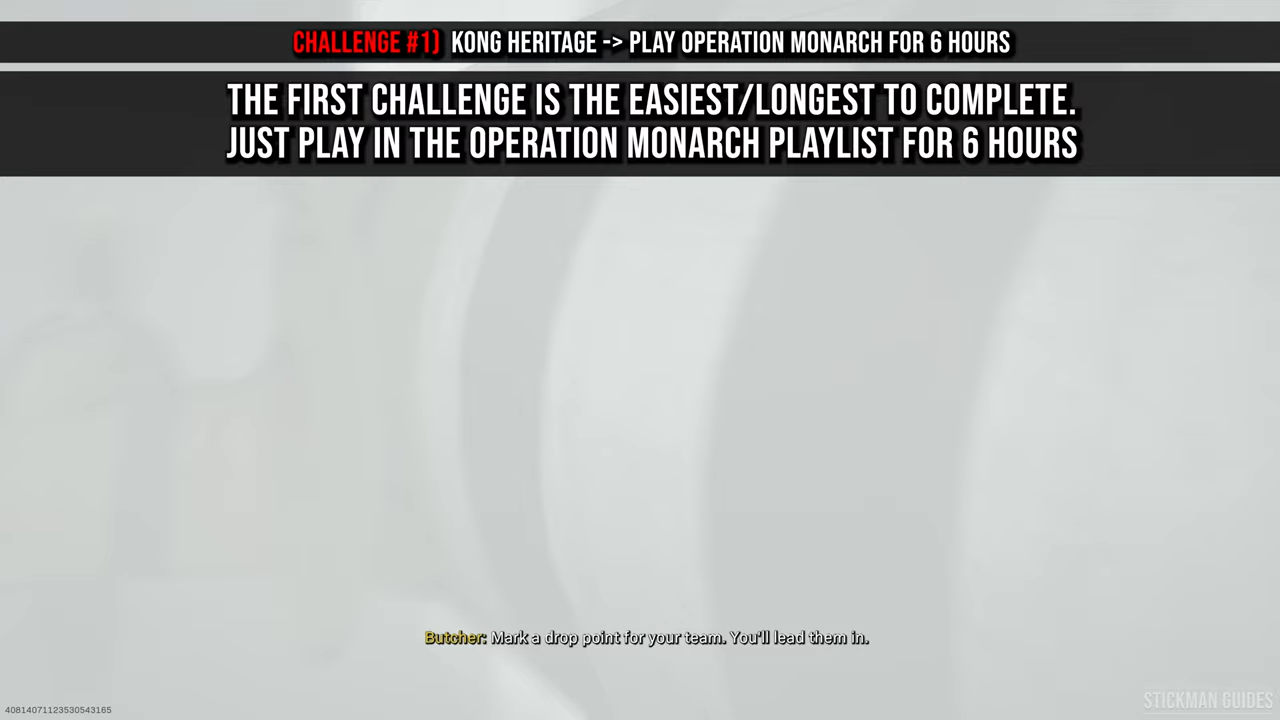 CHALLENGE #1) KONG HERITAGE -> PLAY OPERATION MONARCH FOR 6 HOURS
THE FIRST CHALLENGE IS THE EASIEST/LONGEST TO COMPLETE.
JUST PLAY IN THE OPERATION MONARCH PLAYLIST FOR 6 HOURS
Butcher: Mark a drop point for your team. You'll lead them in.
40814071123530543165
STICKMAN GUIDES